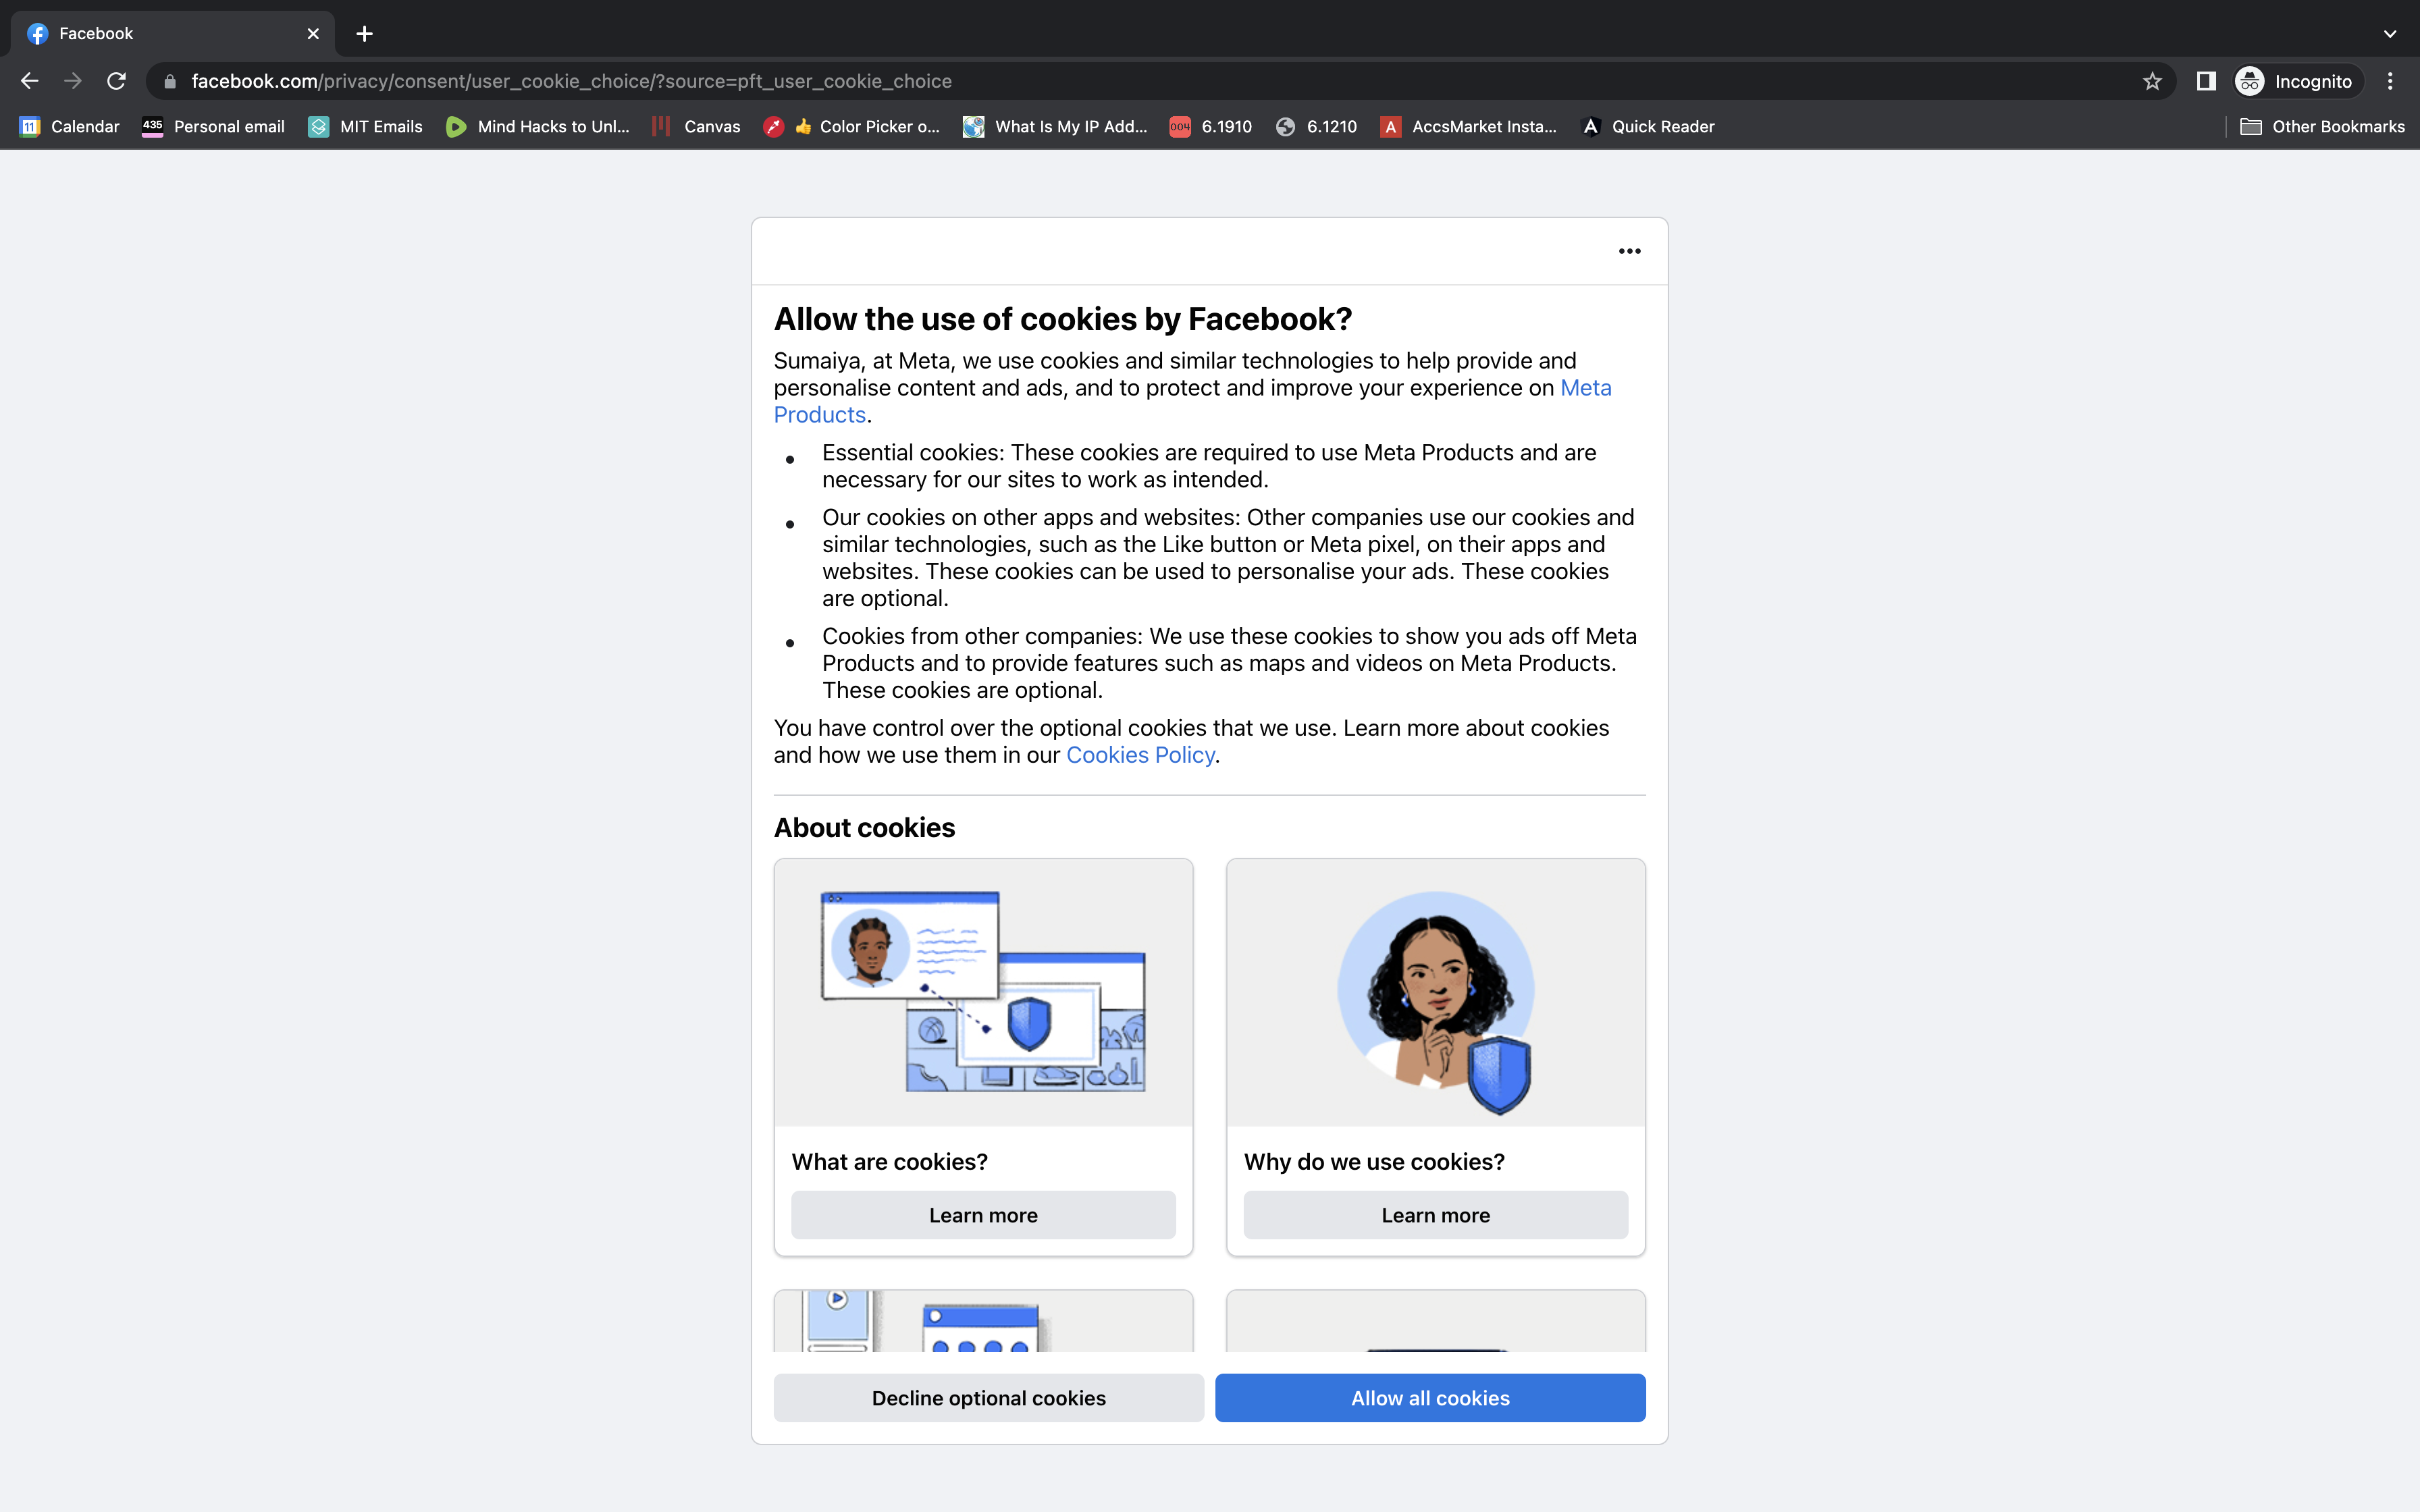 Facebook
facebook.com/privacy/consent/user_cookie_choice/?source=pft_user_cookie_choice
Incognito
11 Calendar
435 Personal email
MIT Emails
Mind Hacks to Unl...
Canvas
👍 Color Picker o...
What Is My IP Add...
004 6.1910
6.1210
A AccsMarket Insta...
A Quick Reader
Other Bookmarks
Allow the use of cookies by Facebook?
Sumaiya, at Meta, we use cookies and similar technologies to help provide and
personalise content and ads, and to protect and improve your experience on Meta
Products.
• Essential cookies: These cookies are required to use Meta Products and are
necessary for our sites to work as intended.
• Our cookies on other apps and websites: Other companies use our cookies and
similar technologies, such as the Like button or Meta pixel, on their apps and
websites. These cookies can be used to personalise your ads. These cookies
are optional.
• Cookies from other companies: We use these cookies to show you ads off Meta
Products and to provide features such as maps and videos on Meta Products.
These cookies are optional.
You have control over the optional cookies that we use. Learn more about cookies
and how we use them in our Cookies Policy.
About cookies
What are cookies?
Learn more
Why do we use cookies?
Learn more
Decline optional cookies
Allow all cookies